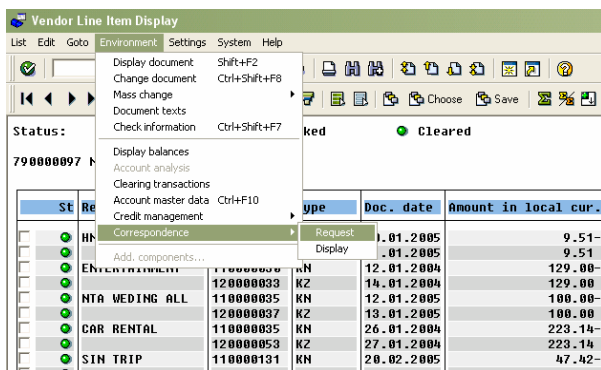 Vendor Line Item Display
List Edit Goto Environment Settings System Help
Display document Shift+F2
Change document Ctrl+Shift+F8
Mass change
Choose Save
Document texts
Status: Check information Ctrl+Shift+F7 ked Cleared
Display balances
790000097
Account analysis
Clearing transactions
Account master data Ctrl+F10
St Re ype Doc. date Amount in local cur.
Credit management
HN Correspondence Request .01.2005 9.51-
Display .01.2005 9.51
Add. components...
ENTERTAINMENT 110000030 KN 12.01.2004 129.00-
120000033 KZ 14.01.2004 129.00
NTA WEDING ALL 110000035 KN 12.01.2005 100.00-
120000037 KZ 13.01.2005 100.00
CAR RENTAL 110000035 KN 26.01.2004 223.14-
120000053 KZ 27.01.2004 223.14
SIN TRIP 110000131 KN 20.02.2005 47.42-